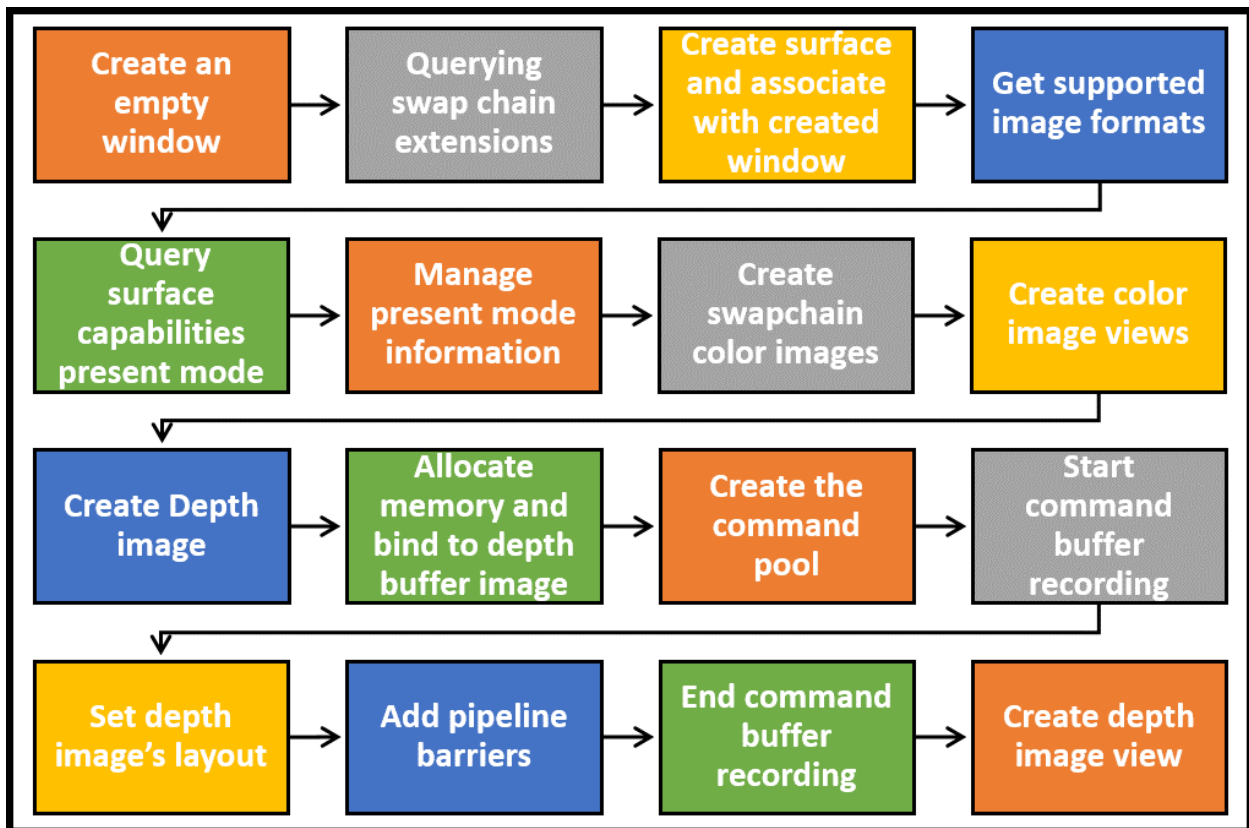 Create an
empty
window
Querying
swap chain
extensions
Create surface
and associate
with created
window
Get supported
image formats
Query
surface
capabilities
present mode
Manage
present mode
information
Create
swapchain
color images
Create color
image views
Create Depth
image
Allocate
memory and
bind to depth
buffer image
Create the
command
pool
Start
command
buffer
recording
Set depth
image’s layout
Add pipeline
barriers
End command
buffer
recording
Create depth
image view